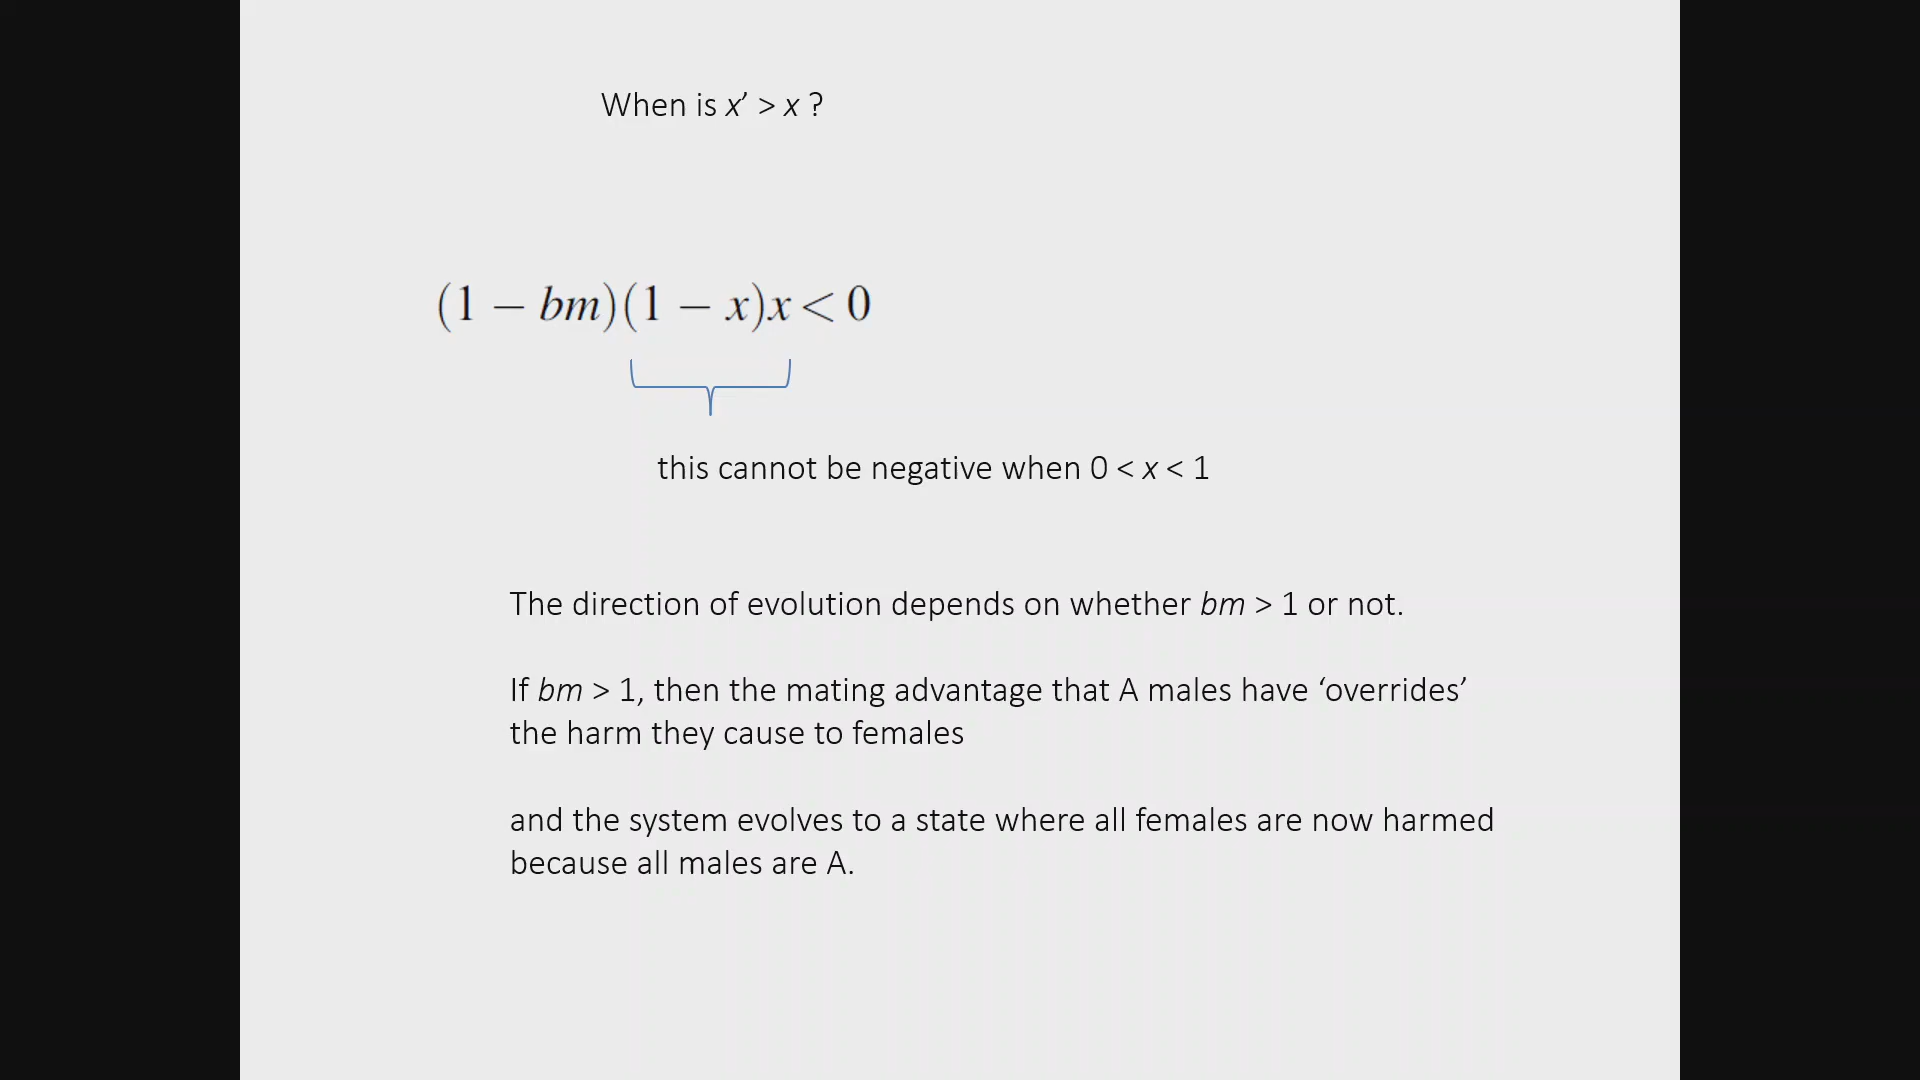 When is x’ > x ?
(1 − bm)(1 − x)x < 0
this cannot be negative when 0 < x < 1
The direction of evolution depends on whether bm > 1 or not.
If bm > 1, then the mating advantage that A males have ‘overrides’
the harm they cause to females
and the system evolves to a state where all females are now harmed
because all males are A.